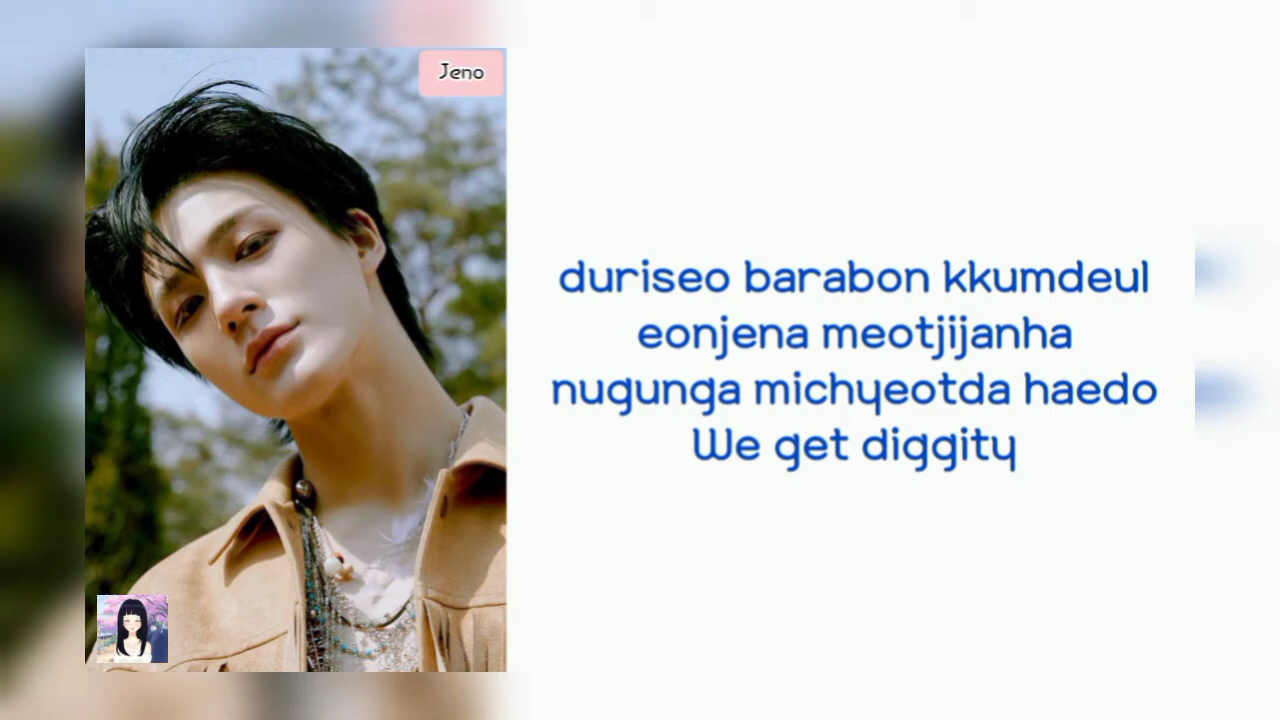 Jeno
duriseo barabon kkumdeul
eonjena meotjijanha
nugunga michyeotda haedo
We get diggity